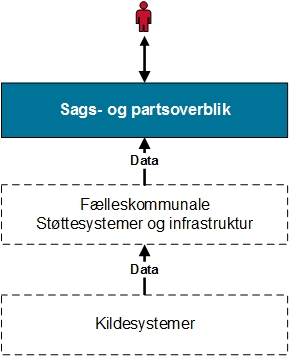 Sags- og partsoverblik
Data
Fælleskommunale
Støttesystemer og infrastruktur
Data
Kildesystemer